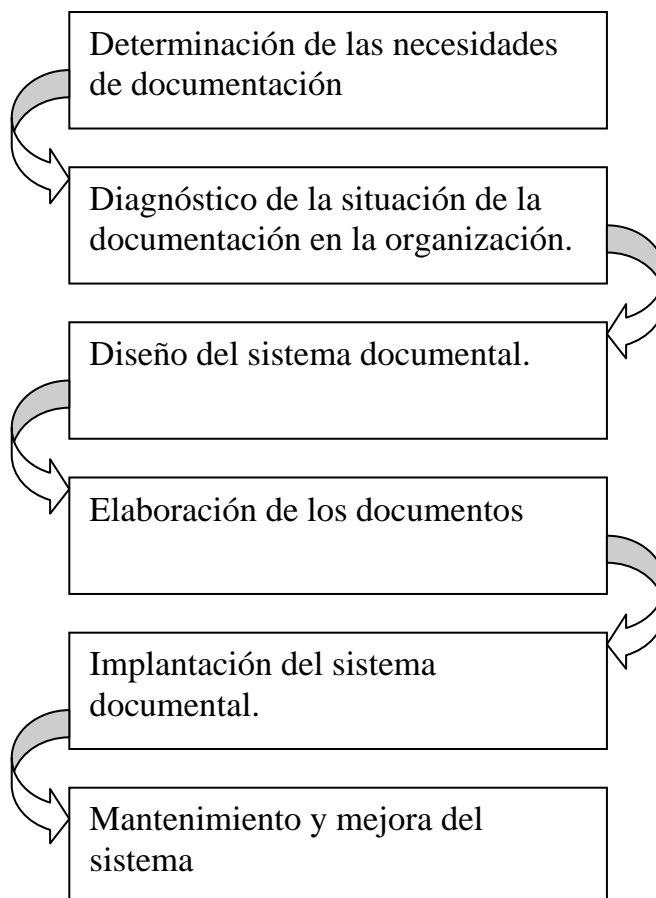 Determinación de las necesidades
de documentación
Diagnóstico de la situación de la
documentación en la organización.
Diseño del sistema documental.
Elaboración de los documentos
Implantación del sistema
documental.
Mantenimiento y mejora del
sistema